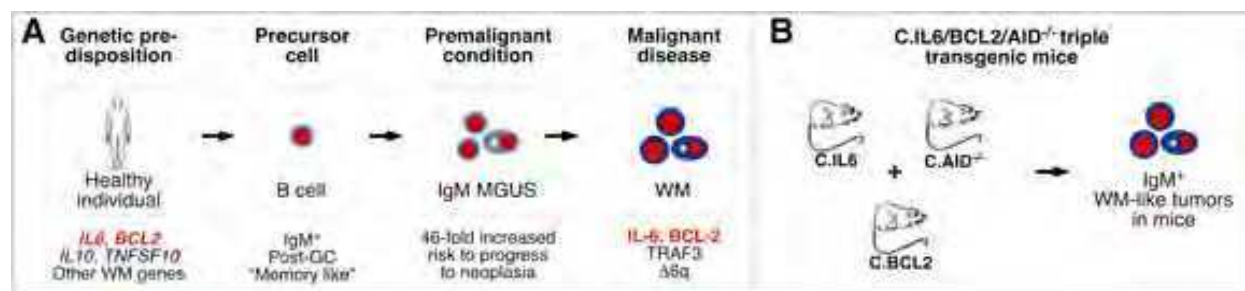 A
Genetic pre-
disposition
Precursor
cell
Premalignant
condition
Malignant
disease
Healthy
individual
B cell
IgM MGUS
WM
IL6, BCL2
IL10, TNFSF10
Other WM genes
IgM⁺
Post-GC
"Memory like"
46-fold increased
risk to progress
to neoplasia
IL-6, BCL-2
TRAF3
Δ6q
B
C.IL6/BCL2/AID⁻/⁻ triple
transgenic mice
C.IL6
+
C.AID⁻/⁻
C.BCL2
IgM⁺
WM-like tumors
in mice